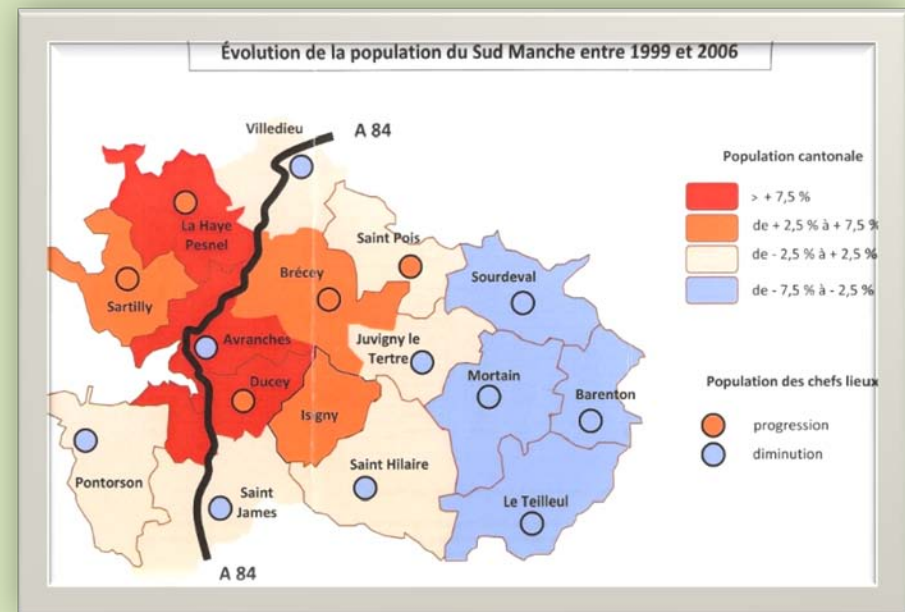 Évolution de la population du Sud Manche entre 1999 et 2006
Villedieu
A 84
La Haye
Pesnel
Saint Pois
Sourdeval
Brécey
Sartilly
Avranches
Juvigny le
Tertre
Ducey
Isigny
Mortain
Barenton
Pontorson
Saint Hilaire
Saint
James
Le Teilleul
A 84
Population cantonale
> + 7,5 %
de + 2,5 % à + 7,5 %
de - 2,5 % à + 2,5 %
de - 7,5 % à - 2,5 %
Population des chefs lieux
progression
diminution